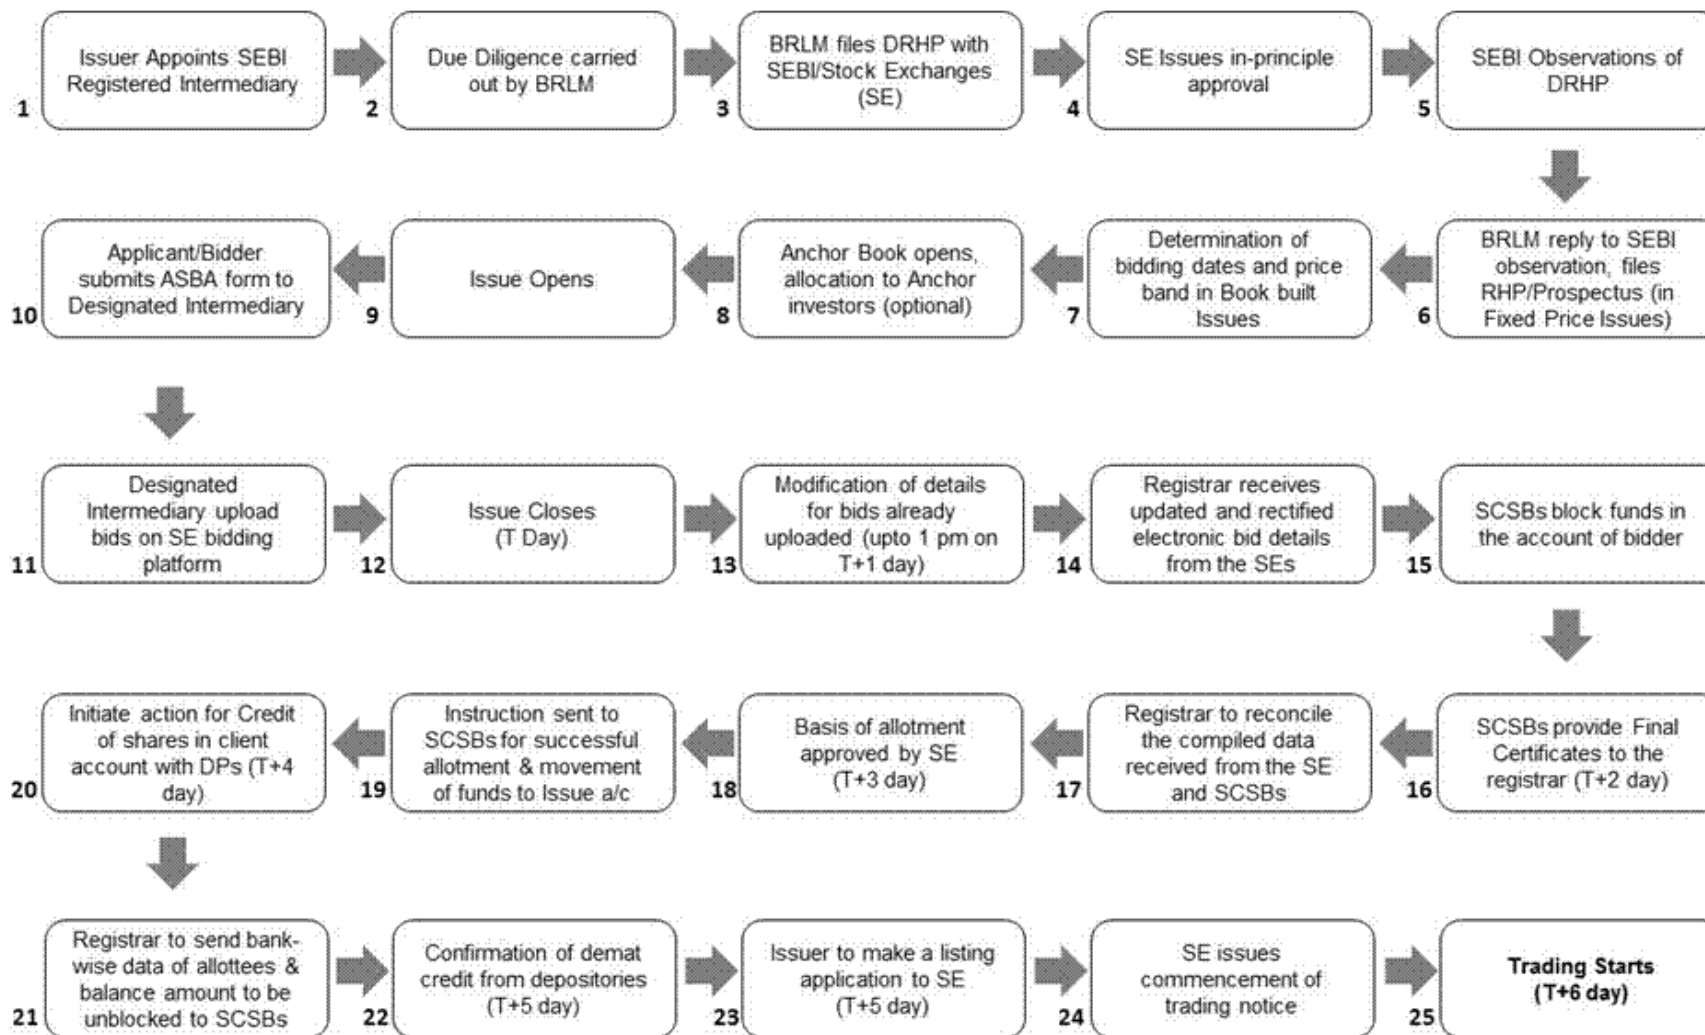 Issuer Appoints SEBI
Registered Intermediary
1
Due Diligence carried
out by BRLM
2
BRLM files DRHP with
SEBI/Stock Exchanges
(SE)
3
SE Issues in-principle
approval
4
SEBI Observations of
DRHP
5
BRLM reply to SEBI
observation, files
RHP/Prospectus (in
Fixed Price Issues)
6
Determination of
bidding dates and price
band in Book built
Issues
7
Anchor Book opens,
allocation to Anchor
investors (optional)
8
Issue Opens
9
Applicant/Bidder
submits ASBA form to
Designated Intermediary
10
Designated
Intermediary upload
bids on SE bidding
platform
11
Issue Closes
(T Day)
12
Modification of details
for bids already
uploaded (upto 1 pm on
T+1 day)
13
Registrar receives
updated and rectified
electronic bid details
from the SEs
14
SCSBs block funds in
the account of bidder
15
SCSBs provide Final
Certificates to the
registrar (T+2 day)
16
Registrar to reconcile
the compiled data
received from the SE
and SCSBs
17
Basis of allotment
approved by SE
(T+3 day)
18
Instruction sent to
SCSBs for successful
allotment & movement
of funds to Issue a/c
19
Initiate action for Credit
of shares in client
account with DPs (T+4
day)
20
Registrar to send bank-
wise data of allottees &
balance amount to be
unblocked to SCSBs
21
Confirmation of demat
credit from depositories
(T+5 day)
22
Issuer to make a listing
application to SE
(T+5 day)
23
SE issues
commencement of
trading notice
24
Trading Starts
(T+6 day)
25